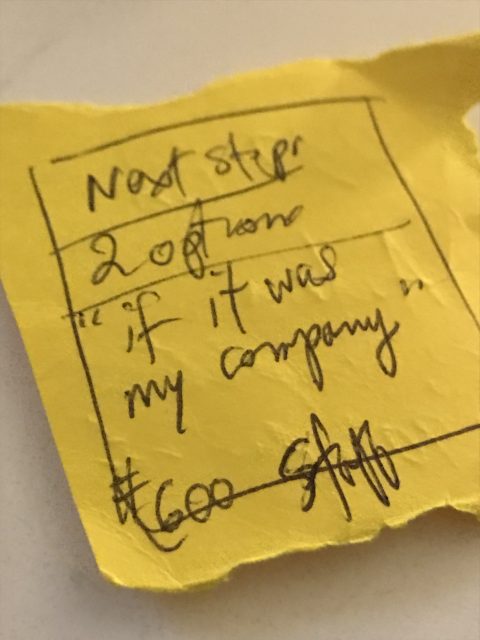 Next steps
2 options
"if it was
my company"
#600 Staff